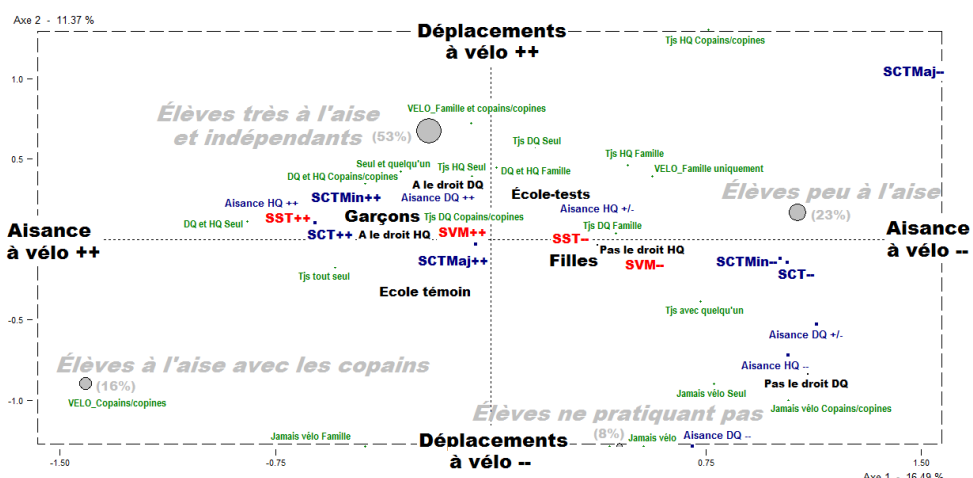 Axe 2 - 11.37 %
Déplacements
à vélo ++
Tjs HQ Copains/copines
SCTMaj--
1.0
Élèves très à l'aise
et indépendants (53%)
VELO_Famille et copains/copines
Tjs DQ Seul
0.5
Tjs HQ Famille
Seul et quelqu'un
Tjs HQ Seul
DQ et HQ Famille
VELO_Famille uniquement
DQ et HQ Copains/copines
A le droit DQ
Élèves peu à l'aise
(23%)
SCTMin++
Aisance DQ ++
École-tests
Aisance HQ ++
Aisance HQ +/-
SST++
Garçons
Tjs DQ Copains/copines
DQ et HQ Seul
Tjs DQ Famille
Aisance
à vélo ++
SCT++
A le droit HQ
SVM++
SST--
Aisance
à vélo --
0.0
Pas le droit HQ
SCTMaj++
Filles
SVM--
SCTMin--
SCT--
Tjs tout seul
Ecole témoin
Tjs avec quelqu'un
-0.5
Aisance DQ +/-
Élèves à l'aise avec les copains
(16%)
Aisance HQ --
Pas le droit DQ
Jamais vélo Seul
-1.0
VELO_Copains/copines
Jamais vélo Copains/copines
Élèves ne pratiquant pas
(8%)
Jamais vélo Famille
Déplacements
à vélo --
Jamais vélo
Aisance DQ --
-1.50
-0.75
0.75
1.50
Axe 1 - 16.49 %